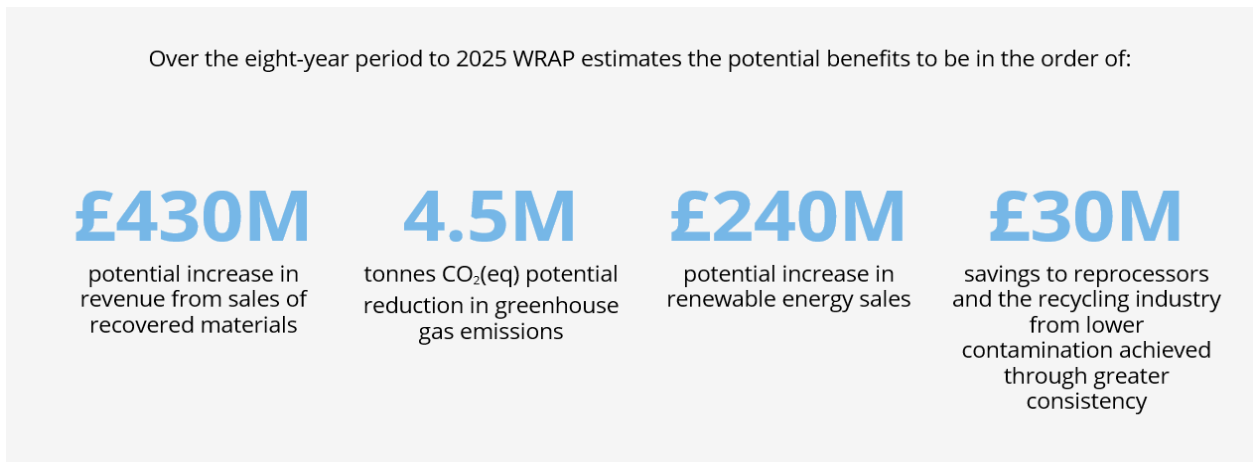 Over the eight-year period to 2025 WRAP estimates the potential benefits to be in the order of:
£430M
potential increase in
revenue from sales of
recovered materials
4.5M
tonnes CO₂(eq) potential
reduction in greenhouse
gas emissions
£240M
potential increase in
renewable energy sales
£30M
savings to reprocessors
and the recycling industry
from lower
contamination achieved
through greater
consistency